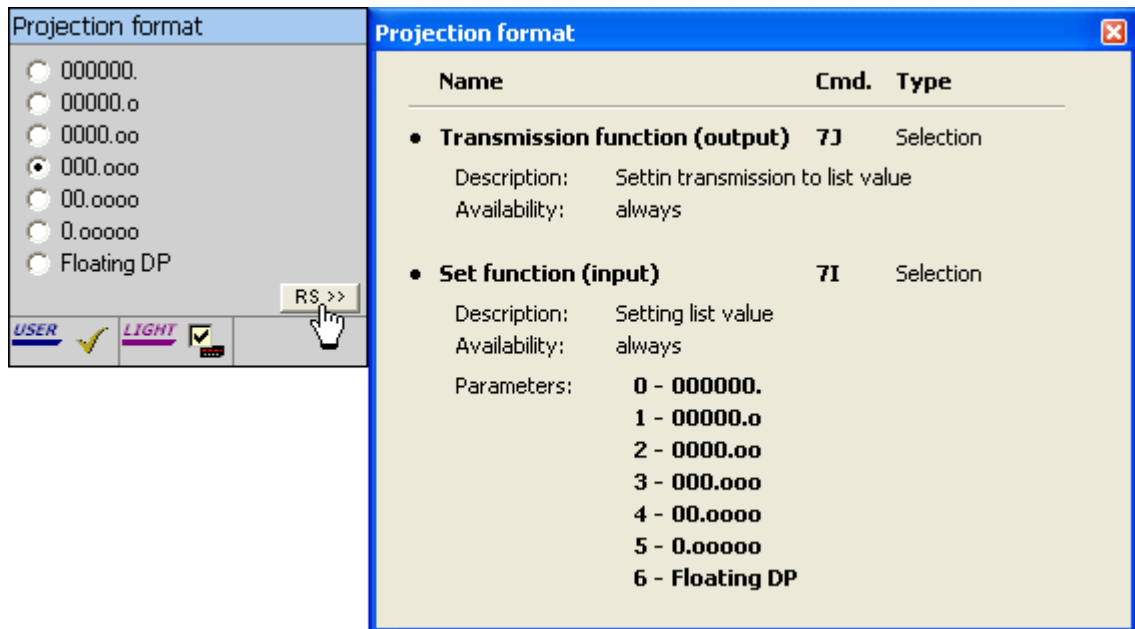 Projection format
000000.
00000.o
0000.oo
000.ooo
00.oooo
0.ooooo
Floating DP
RS >>
USER LIGHT
Projection format
Name Cmd. Type
• Transmission function (output) 7J Selection
Description: Settin transmission to list value
Availability: always
• Set function (input) 7I Selection
Description: Setting list value
Availability: always
Parameters: 0 - 000000.
1 - 00000.o
2 - 0000.oo
3 - 000.ooo
4 - 00.oooo
5 - 0.ooooo
6 - Floating DP